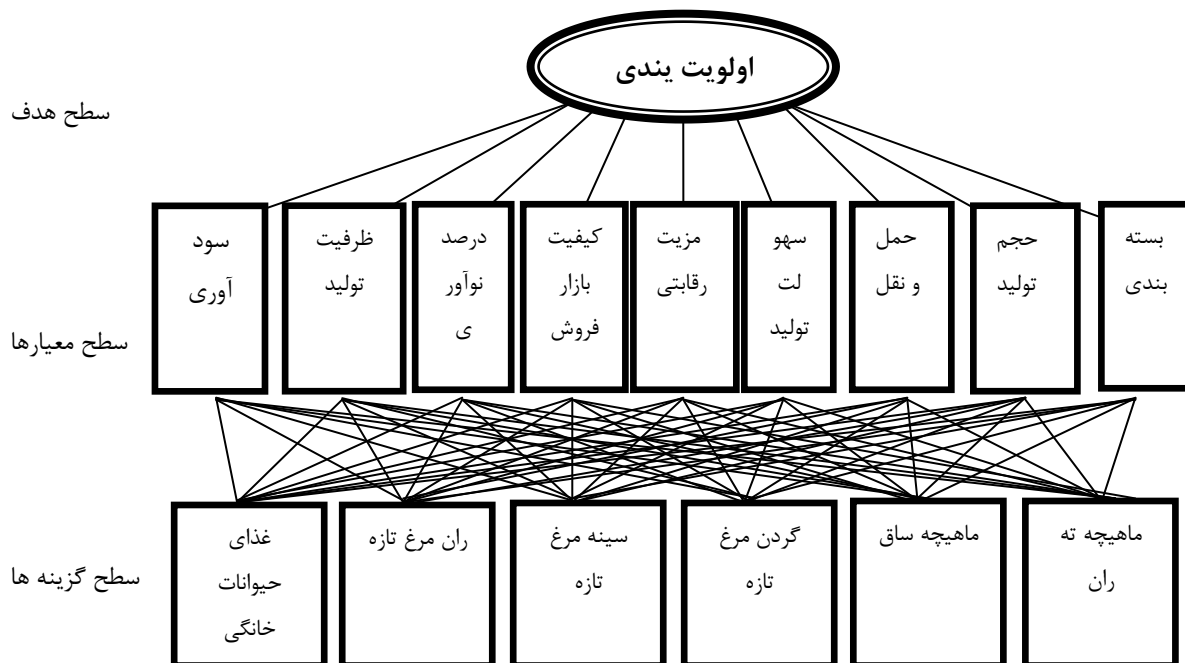 اولویت یندی
سطح هدف
بسته
بندی
حجم
تولید
حمل
و نقل
سهو
لت
تولید
مزیت
رقابتی
کیفیت
بازار
فروش
درصد
نوآور
ی
ظرفیت
تولید
سود
آوری
سطح معیارها
ماهیچه ته
ران
ماهیچه ساق
گردن مرغ
تازه
سینه مرغ
تازه
ران مرغ تازه
غذای
حیوانات
خانگی
سطح گزینه ها